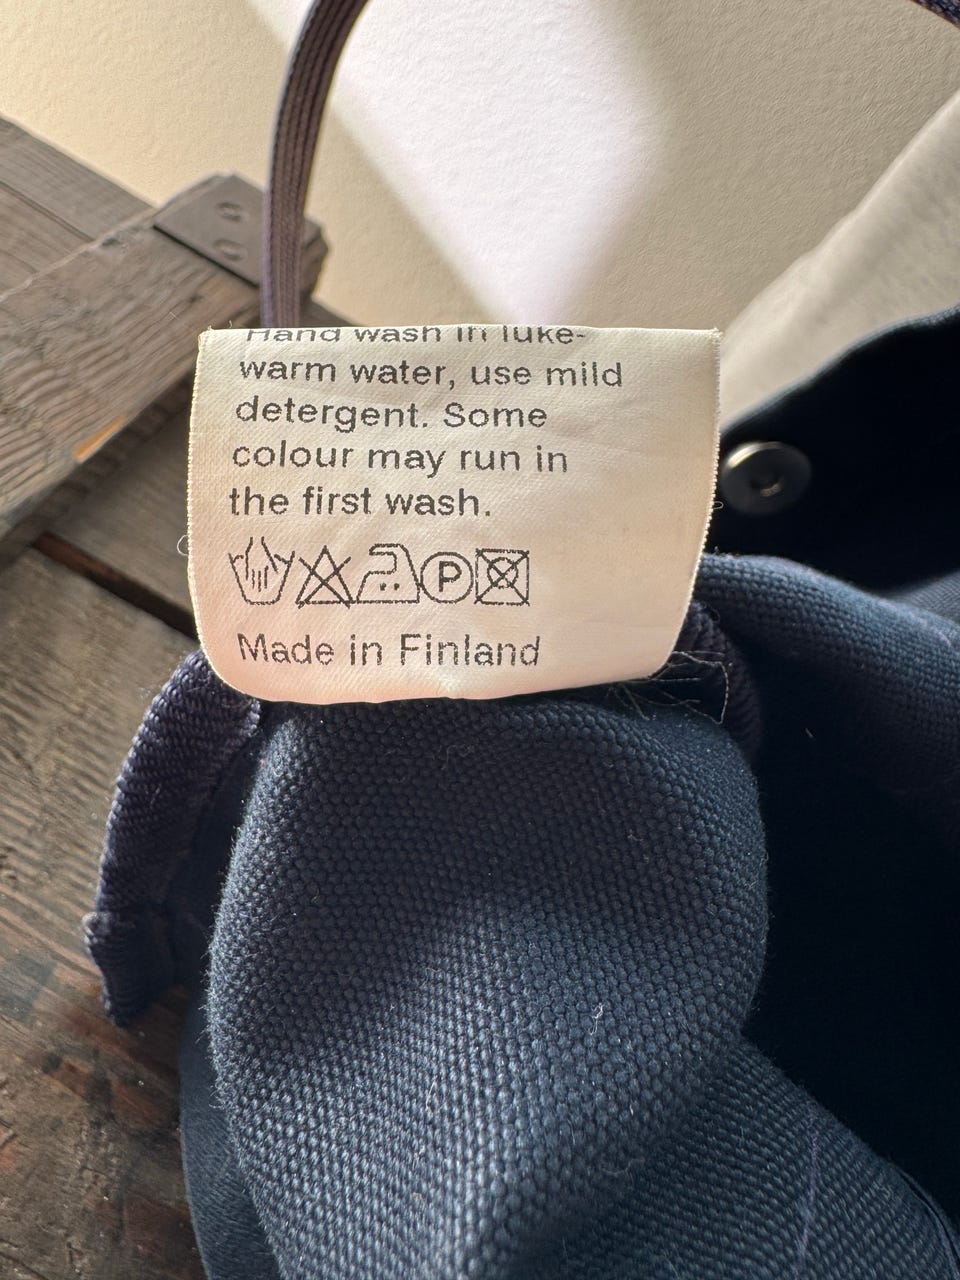 Hand wash in luke-
warm water, use mild
detergent. Some
colour may run in
the first wash.
P
Made in Finland